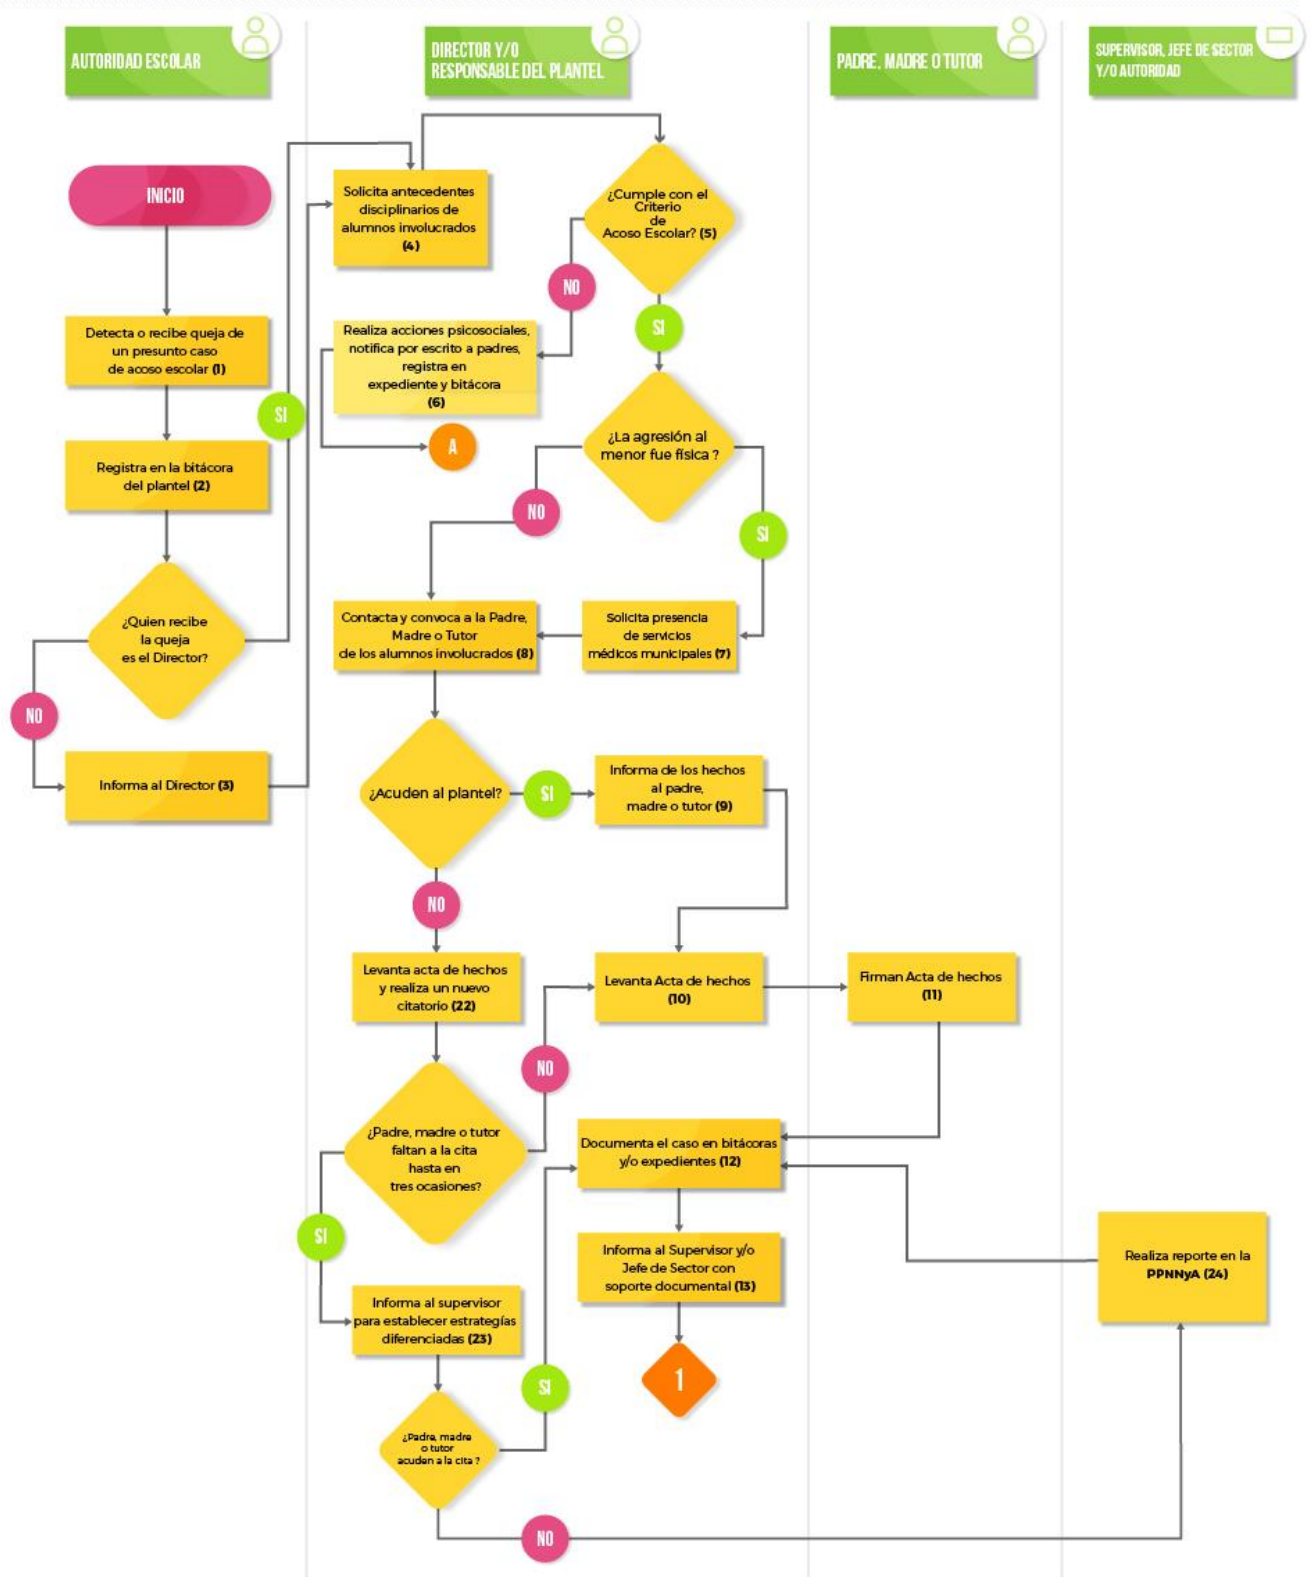 AUTORIDAD ESCOLAR
DIRECTOR Y/O
RESPONSABLE DEL PLANTEL
PADRE, MADRE O TUTOR
SUPERVISOR, JEFE DE SECTOR
Y/O AUTORIDAD
INICIO
Detecta o recibe queja de
un presunto caso
de acoso escolar (1)
Registra en la bitácora
del plantel (2)
¿Quien recibe
la queja
es el Director?
SI
NO
Informa al Director (3)
Solicita antecedentes
disciplinarios de
alumnos involucrados
(4)
¿Cumple con el
Criterio
de
Acoso Escolar? (5)
NO
SI
Realiza acciones psicosociales,
notifica por escrito a padres,
registra en
expediente y bitácora
(6)
A
¿La agresión al
menor fue física ?
NO
SI
Contacta y convoca a la Padre,
Madre o Tutor
de los alumnos involucrados (8)
Solicita presencia
de servicios
médicos municipales (7)
¿Acuden al plantel?
SI
Informa de los hechos
al padre,
madre o tutor (9)
NO
Levanta acta de hechos
y realiza un nuevo
citatorio (22)
Levanta Acta de hechos
(10)
Firman Acta de hechos
(11)
NO
¿Padre, madre o tutor
faltan a la cita
hasta en
tres ocasiones?
Documenta el caso en bitácoras
y/o expedientes (12)
SI
Informa al Supervisor y/o
Jefe de Sector con
soporte documental (13)
Realiza reporte en la
PPNNyA (24)
Informa al supervisor
para establecer estrategías
diferenciadas (23)
1
SI
¿Padre, madre
o tutor
acuden a la cita ?
NO